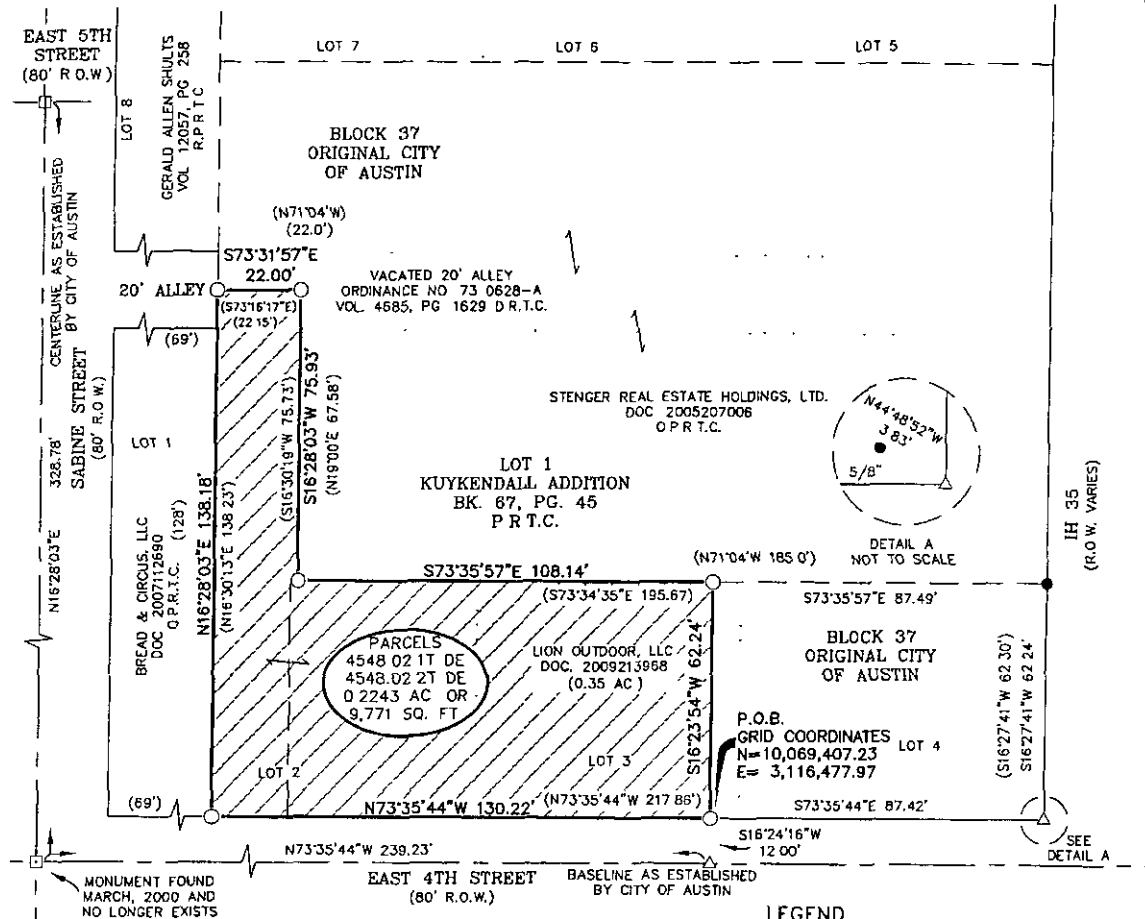 EAST 5TH
STREET
(80' R.O.W)
LOT 8
GERALD ALLEN SHULTS
VOL 12057, PG 258
R.P.R T C
LOT 7
LOT 6
LOT 5
BLOCK 37
ORIGINAL CITY
OF AUSTIN
(N71°04'W)
(22.0')
S73°31'57"E
22.00'
20' ALLEY
(S73°16'17"E)
(22 15')
VACATED 20' ALLEY
ORDINANCE NO 73 0628-A
VOL. 4685, PG 1629 D R.T.C.
CENTERLINE AS ESTABLISHED
BY CITY OF AUSTIN
N16°28'03"E 328.78'
SABINE STREET
(80' R.O.W.)
(69')
LOT 1
BREAD & CIRCUS, LLC
DOC 2007112690
O.P.R.T.C. (128')
N16°28'03"E 138.18'
(N16°30'13"E 138 23')
(S16°30'19"W 75.73')
S16°28'03"W 75.93'
(N19°00'E 67.58')
STENGER REAL ESTATE HOLDINGS, LTD.
DOC 2005207006
O P R T.C.
LOT 1
KUYKENDALL ADDITION
BK. 67, PG. 45
P R T.C.
N44°48'52"W
3 83'
5/8"
DETAIL A
NOT TO SCALE
IH 35
(R.O.W. VARIES)
(N71°04'W 185 0')
S73°35'57"E 108.14'
(S73°34'35"E 195.67)
S73°35'57"E 87.49'
PARCELS
4548 02 1T DE
4548.02 2T DE
0 2243 AC OR
9,771 SQ. FT
LION OUTDOOR, LLC
DOC. 2009213968
(0.35 AC )
S16°23'54"W 62.24'
BLOCK 37
ORIGINAL CITY
OF AUSTIN
P.O.B.
GRID COORDINATES
N=10,069,407.23
E= 3,116,477.97
LOT 4
(S16°27'41"W 62 30')
S16°27'41"W 62 24'
LOT 2
LOT 3
(69')
N73°35'44"W 130.22'
(N73°35'44"W 217 86')
S73°35'44"E 87.42'
S16°24'16"W
12 00'
SEE
DETAIL A
N73°35'44"W 239.23'
EAST 4TH STREET
(80' R.O.W.)
BASELINE AS ESTABLISHED
BY CITY OF AUSTIN
MONUMENT FOUND
MARCH, 2000 AND
NO LONGER EXISTS
LEGEND